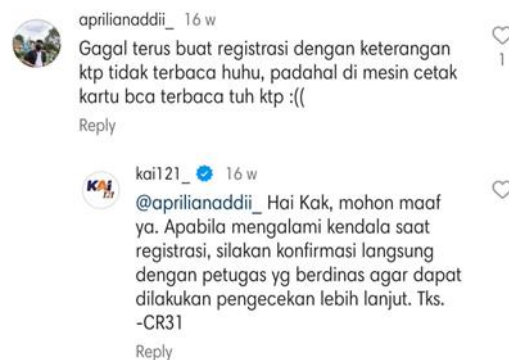 aprilianaddii_ 16 w
Gagal terus buat registrasi dengan keterangan
ktp tidak terbaca huhu, padahal di mesin cetak
kartu bca terbaca tuh ktp :((
1
Reply
KAI
121
kai121_ 16 w
@aprilianaddii_ Hai Kak, mohon maaf
ya. Apabila mengalami kendala saat
registrasi, silakan konfirmasi langsung
dengan petugas yg berdinas agar dapat
dilakukan pengecekan lebih lanjut. Tks.
-CR31
Reply